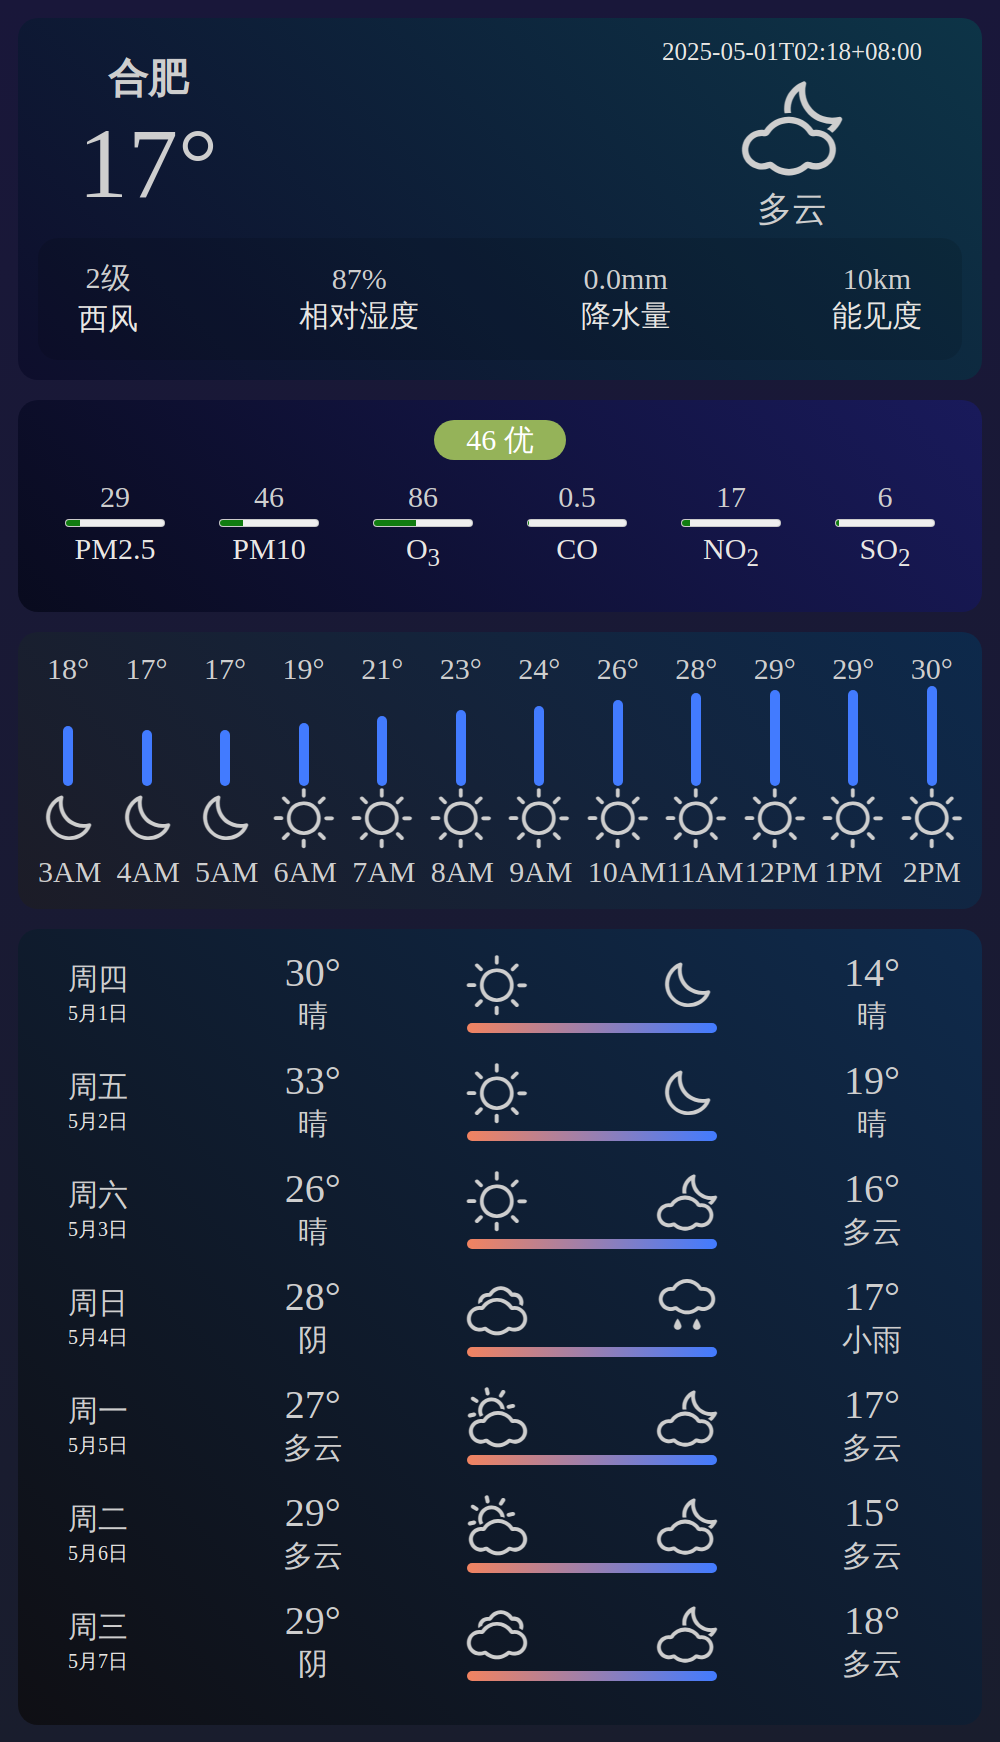 合肥
17°
2025-05-01T02:18+08:00
多云
2级 87% 0.0mm 10km
西风 相对湿度 降水量 能见度
46 优
29 46 86 0.5 17 6
PM2.5 PM10 O3 CO NO2 SO2
18° 17° 17° 19° 21° 23° 24° 26° 28° 29° 29° 30°
3AM 4AM 5AM 6AM 7AM 8AM 9AM 10AM 11AM 12PM 1PM 2PM
周四 30° 14°
5月1日 晴 晴
周五 33° 19°
5月2日 晴 晴
周六 26° 16°
5月3日 晴 多云
周日 28° 17°
5月4日 阴 小雨
周一 27° 17°
5月5日 多云 多云
周二 29° 15°
5月6日 多云 多云
周三 29° 18°
5月7日 阴 多云